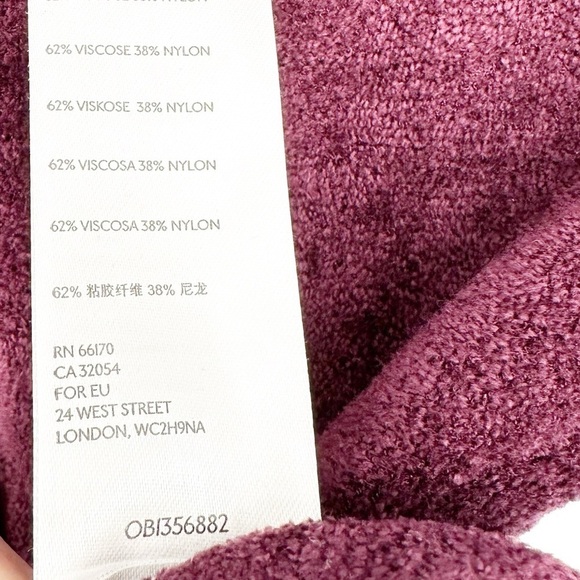 62% VISCOSE 38% NYLON
62% VISKOSE 38% NYLON
62% VISCOSA 38% NYLON
62% VISCOSA 38% NYLON
62% 粘胶纤维 38% 尼龙
RN 66170
CA 32054
FOR EU
24 WEST STREET
LONDON, WC2H9NA
OB1356882